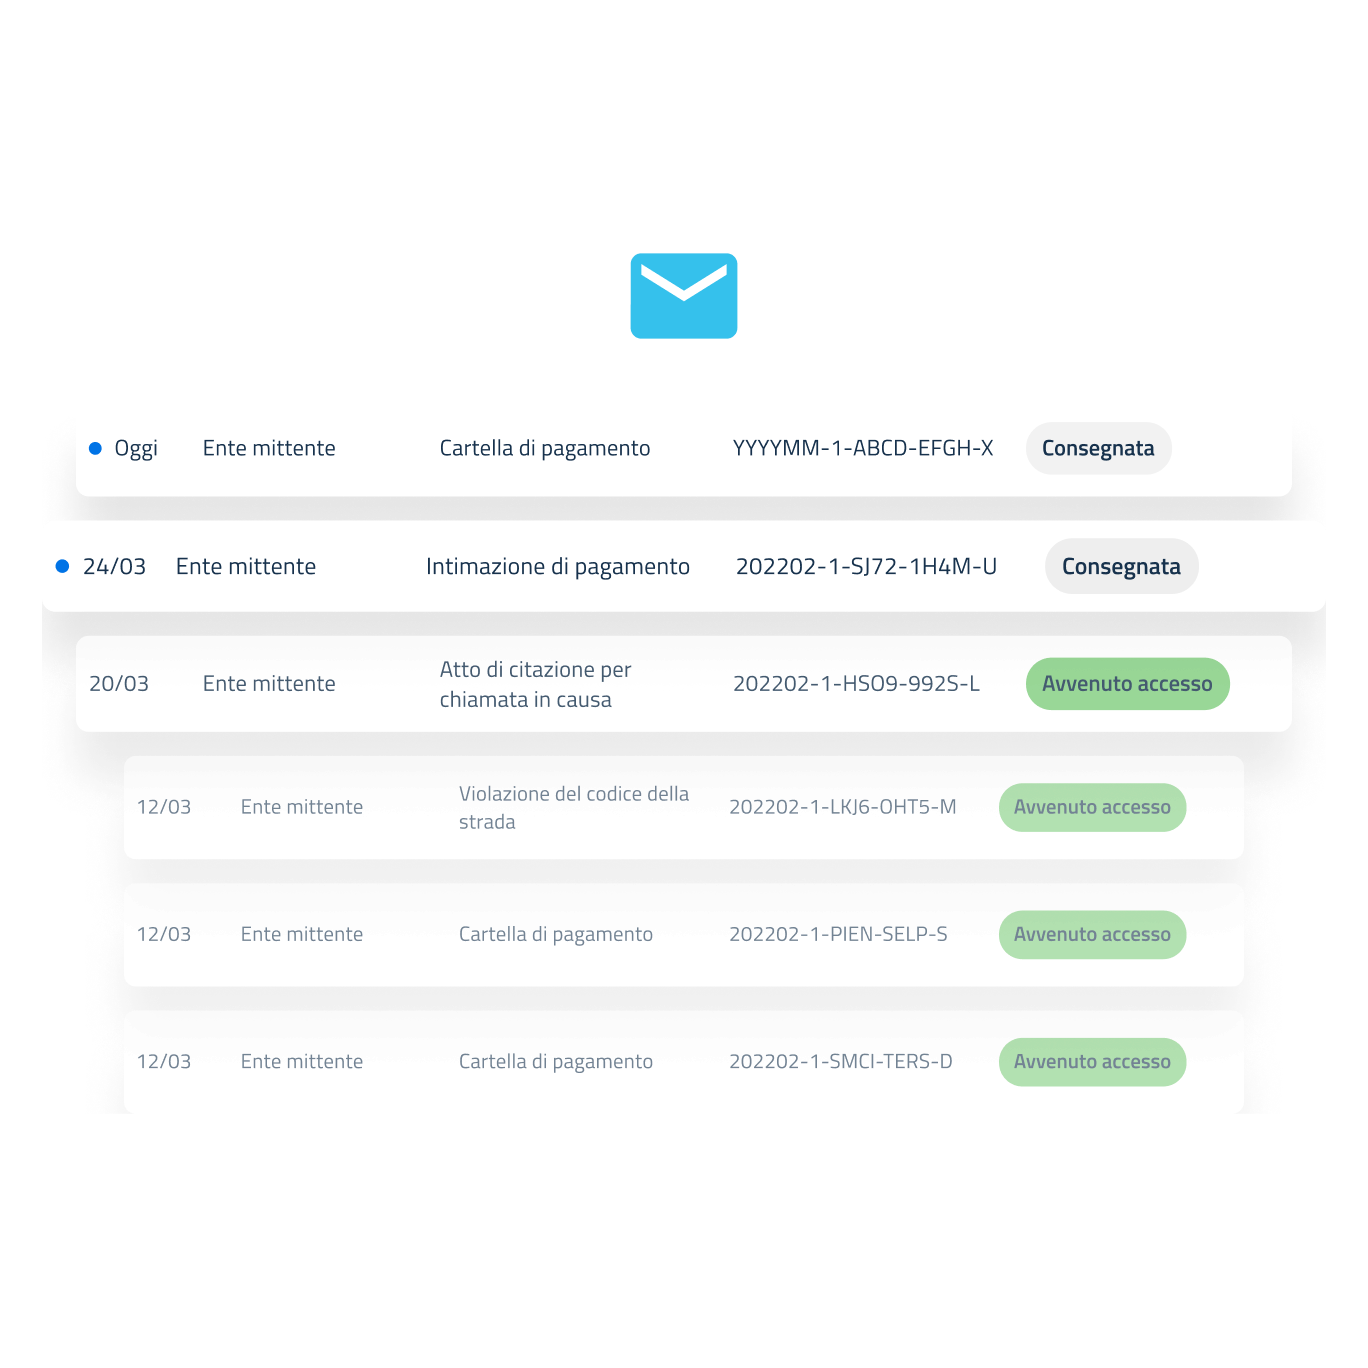 Oggi Ente mittente Cartella di pagamento YYYYMM-1-ABCD-EFGH-X Consegnata
24/03 Ente mittente Intimazione di pagamento 202202-1-SJ72-1H4M-U Consegnata
20/03 Ente mittente Atto di citazione per
chiamata in causa 202202-1-HSO9-992S-L Avvenuto accesso
12/03 Ente mittente Violazione del codice della
strada 202202-1-LKJ6-OHT5-M Avvenuto accesso
12/03 Ente mittente Cartella di pagamento 202202-1-PIEN-SELP-S Avvenuto accesso
12/03 Ente mittente Cartella di pagamento 202202-1-SMCI-TERS-D Avvenuto accesso